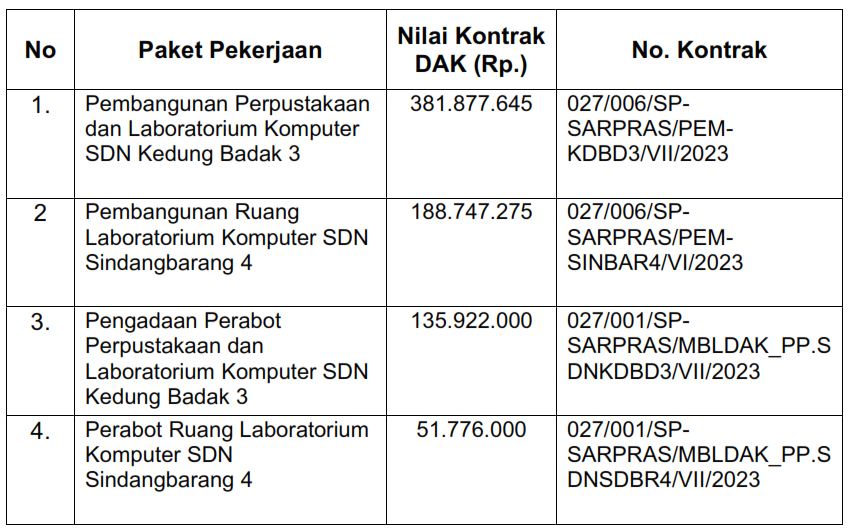 No
Paket Pekerjaan
Nilai Kontrak
DAK (Rp.)
No. Kontrak
1.
Pembangunan Perpustakaan
dan Laboratorium Komputer
SDN Kedung Badak 3
381.877.645
027/006/SP-
SARPRAS/PEM-
KDBD3/VII/2023
2
Pembangunan Ruang
Laboratorium Komputer SDN
Sindangbarang 4
188.747.275
027/006/SP-
SARPRAS/PEM-
SINBAR4/VI/2023
3.
Pengadaan Perabot
Perpustakaan dan
Laboratorium Komputer SDN
Kedung Badak 3
135.922.000
027/001/SP-
SARPRAS/MBLDAK_PP.S
DNKDBD3/VII/2023
4.
Perabot Ruang Laboratorium
Komputer SDN
Sindangbarang 4
51.776.000
027/001/SP-
SARPRAS/MBLDAK_PP.S
DNSDBR4/VII/2023